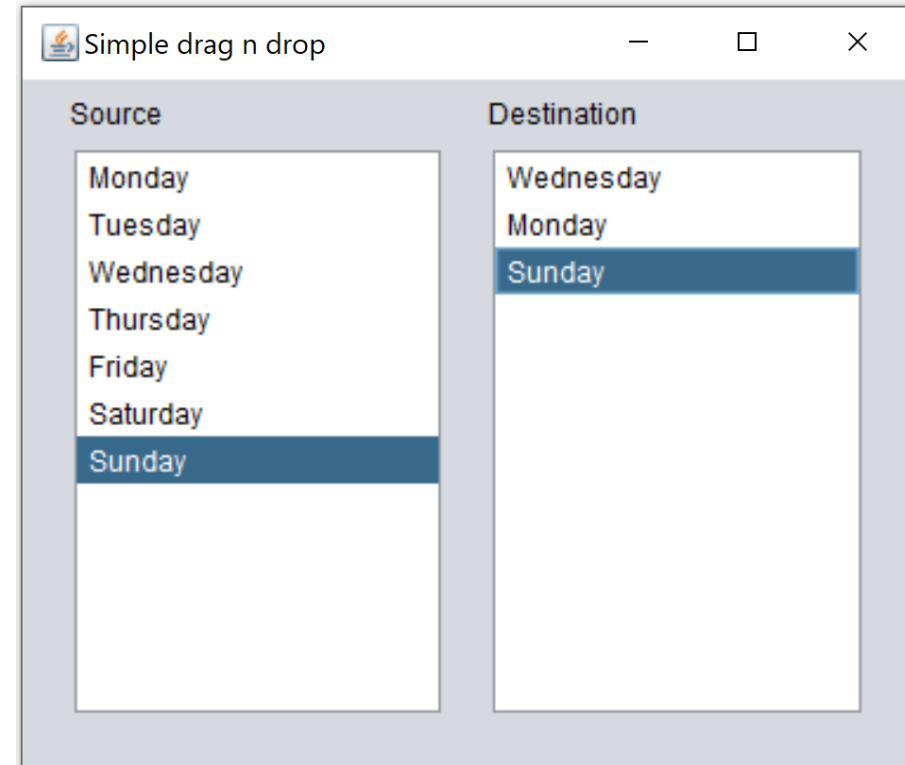 Simple drag n drop
Source
Monday
Tuesday
Wednesday
Thursday
Friday
Saturday
Sunday
Destination
Wednesday
Monday
Sunday